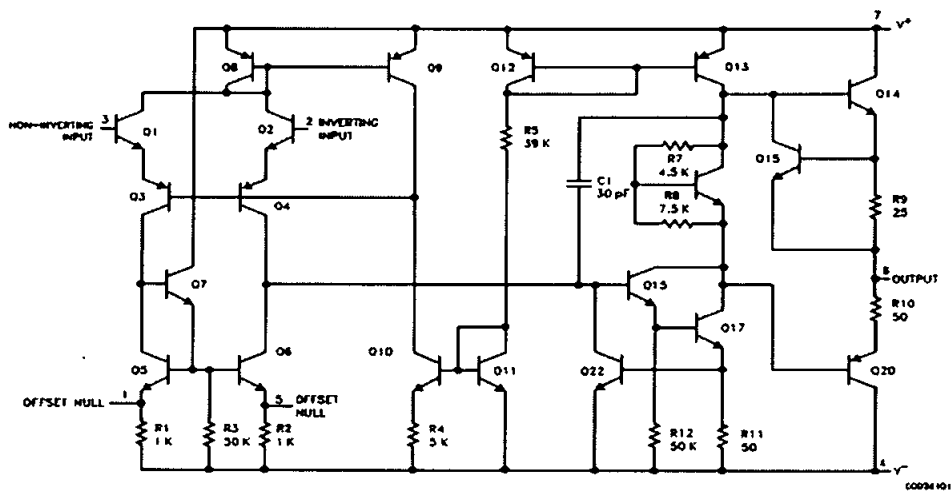 7
V+
Q8
Q9
Q12
Q13
Q14
3
NON-INVERTING
INPUT
Q1
Q2
2 INVERTING
INPUT
R5
39 K
Q15
R7
4.5 K
C1
30 pF
R8
7.5 K
R9
25
Q3
Q4
Q7
Q15
6
OUTPUT
R10
50
Q17
Q5
Q6
Q10
Q11
Q22
Q20
OFFSET NULL
1
5
OFFSET
NULL
R1
1 K
R3
50 K
R2
1 K
R4
5 K
R12
50 K
R11
50
4
V-